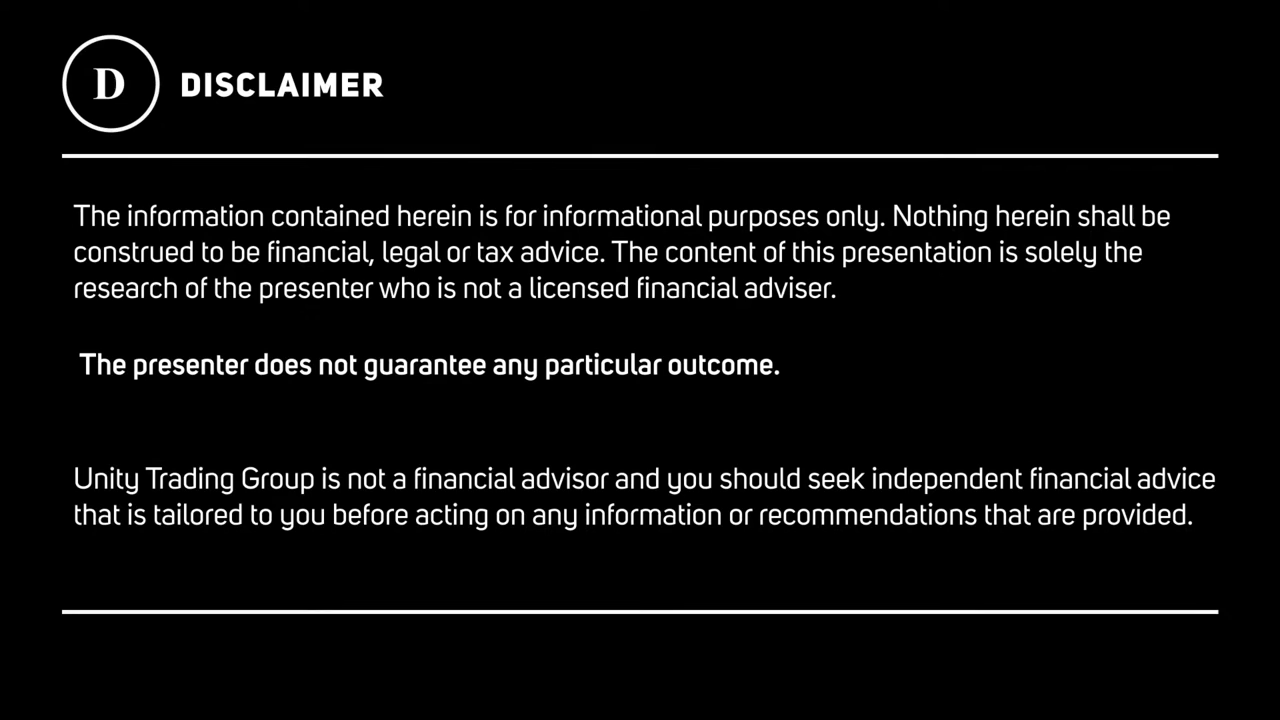 D DISCLAIMER
The information contained herein is for informational purposes only. Nothing herein shall be
construed to be financial, legal or tax advice. The content of this presentation is solely the
research of the presenter who is not a licensed financial adviser.
The presenter does not guarantee any particular outcome.
Unity Trading Group is not a financial advisor and you should seek independent financial advice
that is tailored to you before acting on any information or recommendations that are provided.